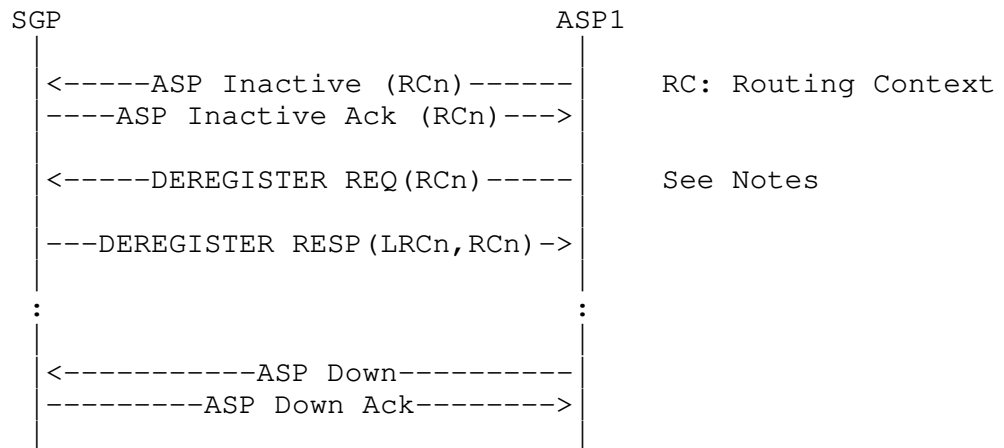 SGP ASP1
<-----ASP Inactive (RCn)------ RC: Routing Context
----ASP Inactive Ack (RCn)--->
<-----DEREGISTER REQ(RCn)----- See Notes
---DEREGISTER RESP(LRCn,RCn)->
: :
<-----------ASP Down----------
---------ASP Down Ack-------->